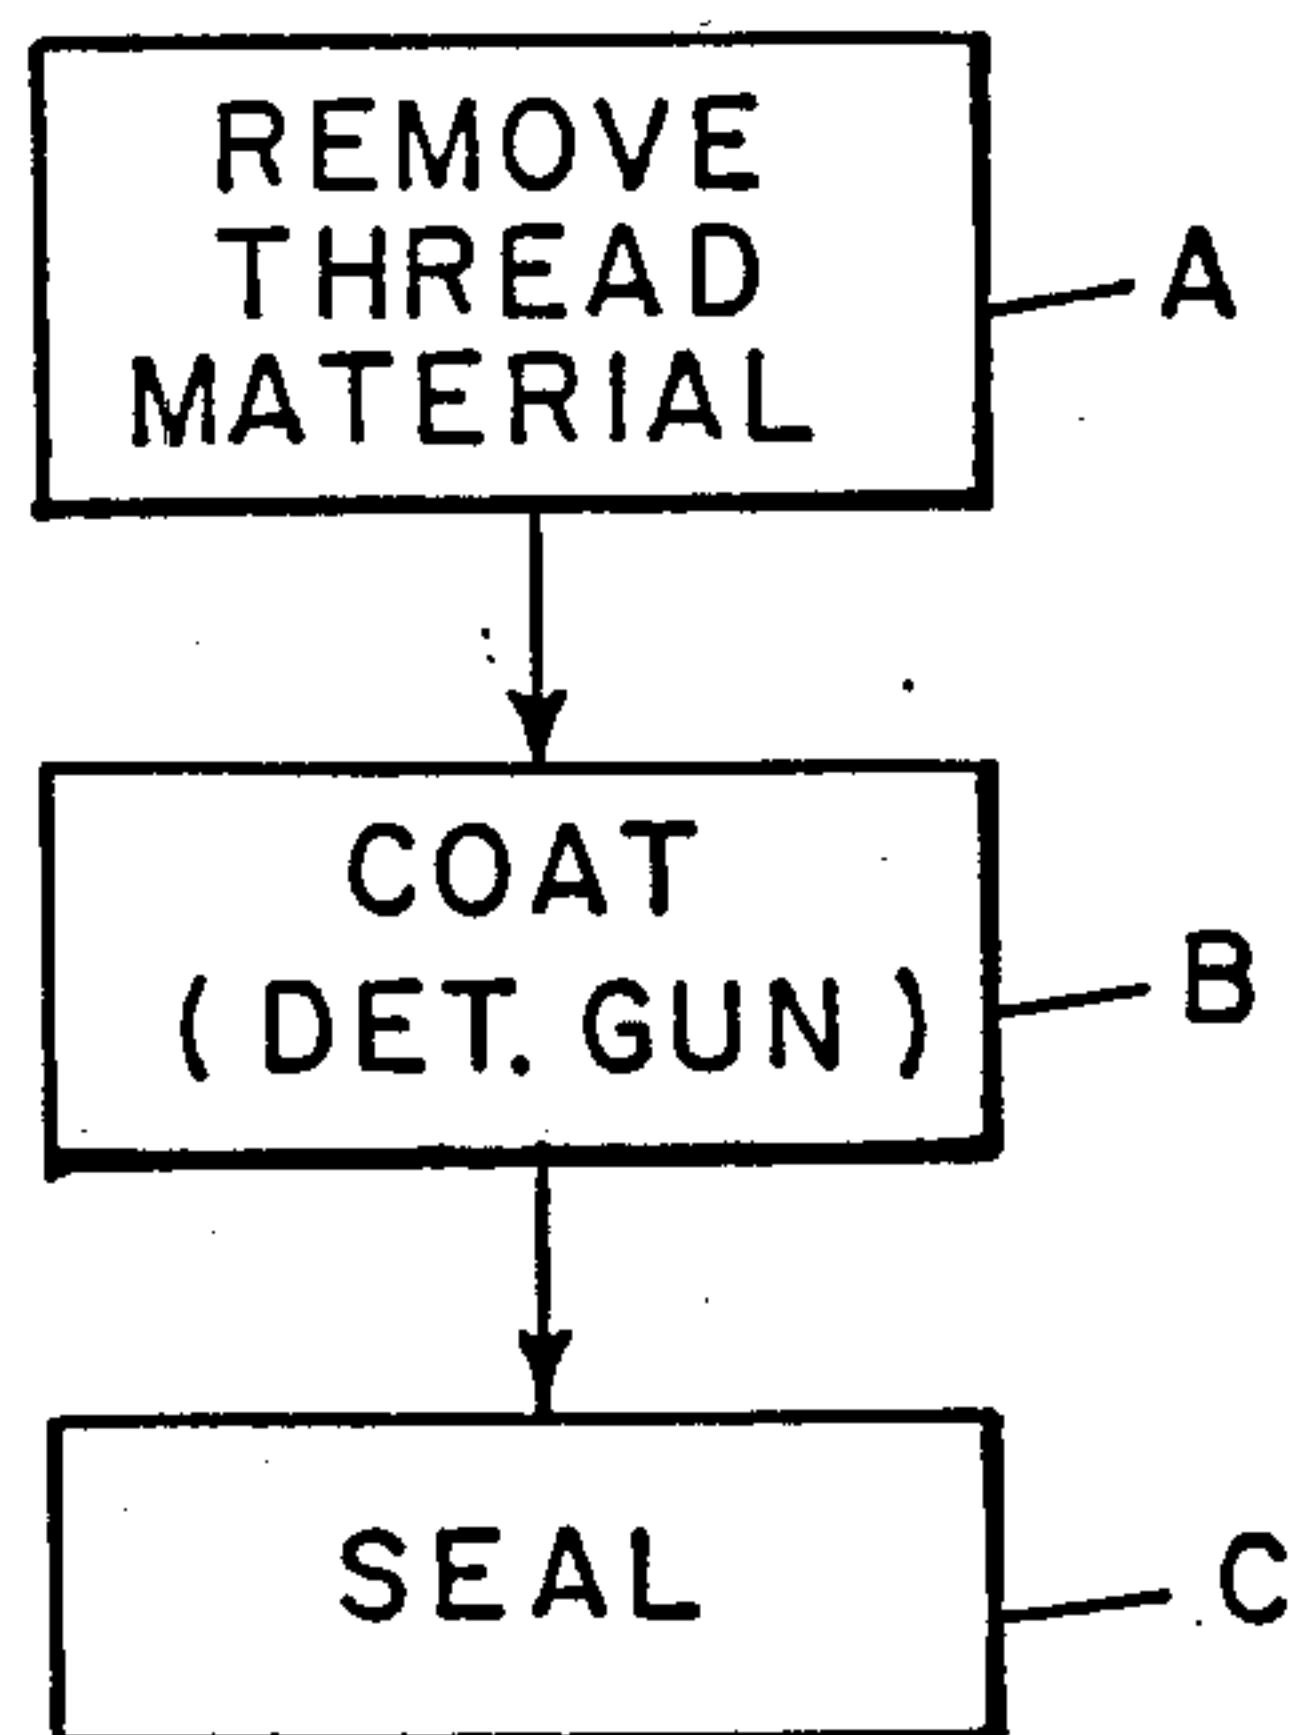 REMOVE
THREAD
MATERIAL
A
COAT
(DET. GUN)
B
SEAL
C